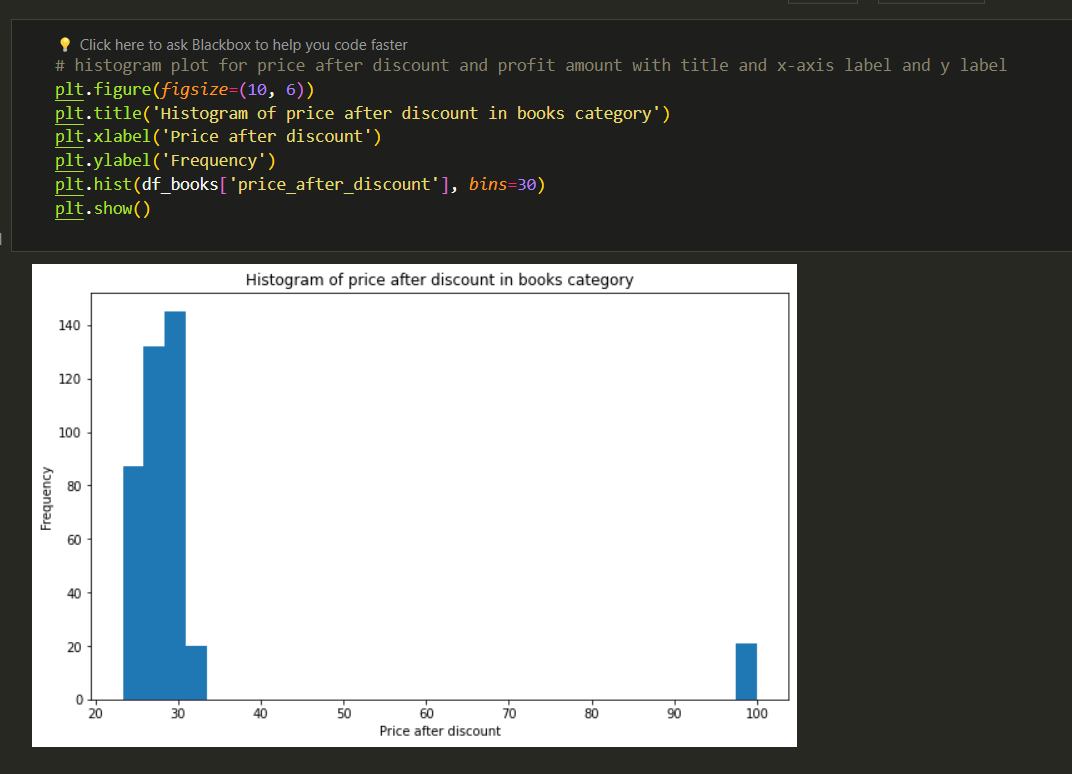 💡 Click here to ask Blackbox to help you code faster
# histogram plot for price after discount and profit amount with title and x-axis label and y label
plt.figure(figsize=(10, 6))
plt.title('Histogram of price after discount in books category')
plt.xlabel('Price after discount')
plt.ylabel('Frequency')
plt.hist(df_books['price_after_discount'], bins=30)
plt.show()
Histogram of price after discount in books category
140
120
100
80
60
40
20
0
Frequency
20 30 40 50 60 70 80 90 100
Price after discount